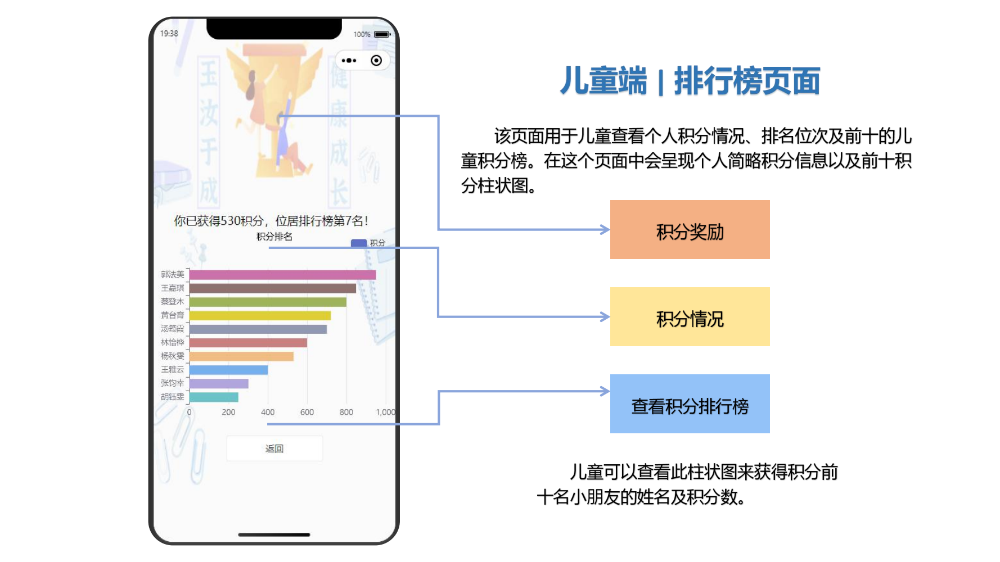 19:38
100%
玉汝于成
健康成长
你已获得530积分，位居排行榜第7名！
积分排名
积分
郭法美
王嘉琪
蔡登木
黄台育
汤筠霞
林怡桦
杨秋雯
王雅云
张钧幸
胡钰雯
0 200 400 600 800 1,000
返回
儿童端 | 排行榜页面
该页面用于儿童查看个人积分情况、排名位次及前十的儿
童积分榜。在这个页面中会呈现个人简略积分信息以及前十积
分柱状图。
积分奖励
积分情况
查看积分排行榜
儿童可以查看此柱状图来获得积分前
十名小朋友的姓名及积分数。